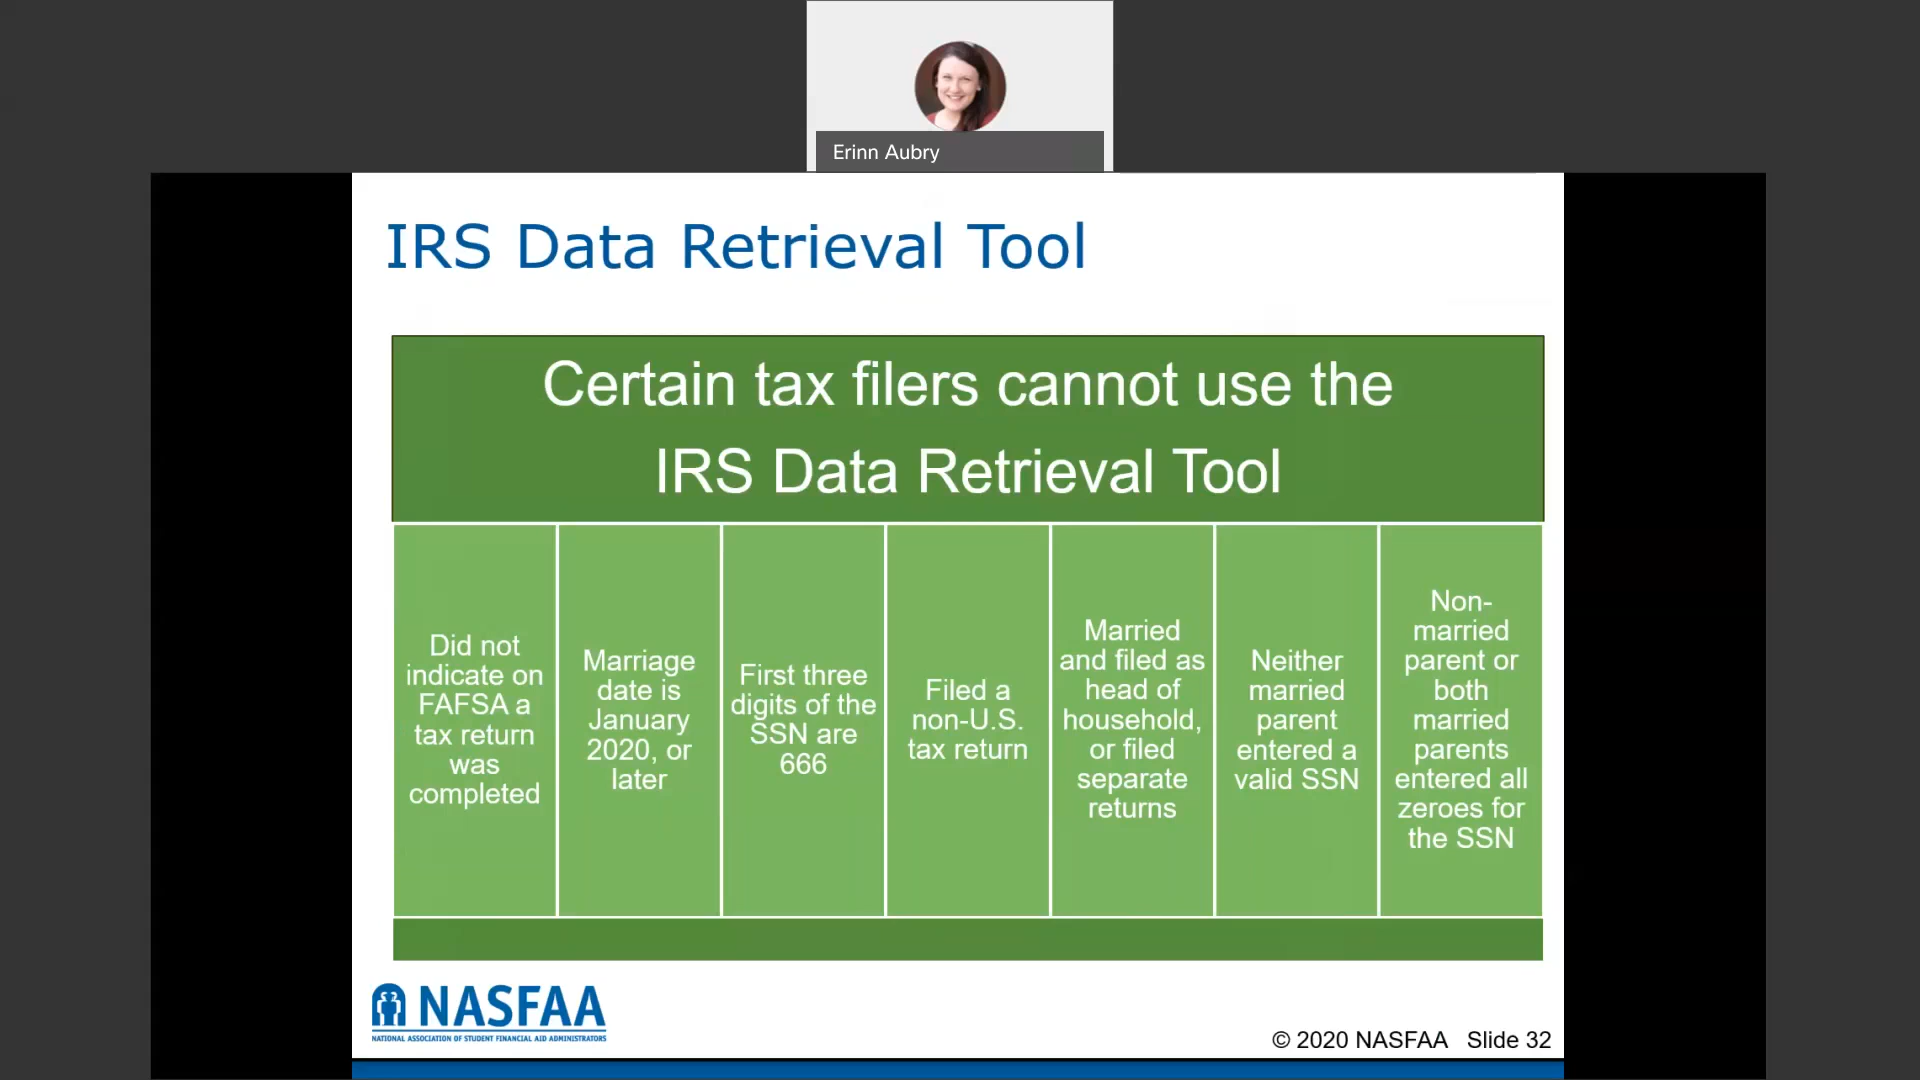 Erinn Aubry
IRS Data Retrieval Tool
Certain tax filers cannot use the
IRS Data Retrieval Tool
Did not
indicate on
FAFSA a
tax return
was
completed
Marriage
date is
January
2020, or
later
First three
digits of the
SSN are
666
Filed a
non-U.S.
tax return
Married
and filed as
head of
household,
or filed
separate
returns
Neither
married
parent
entered a
valid SSN
Non-
married
parent or
both
married
parents
entered all
zeroes for
the SSN
NASFAA
NATIONAL ASSOCIATION OF STUDENT FINANCIAL AID ADMINISTRATORS
© 2020 NASFAA Slide 32